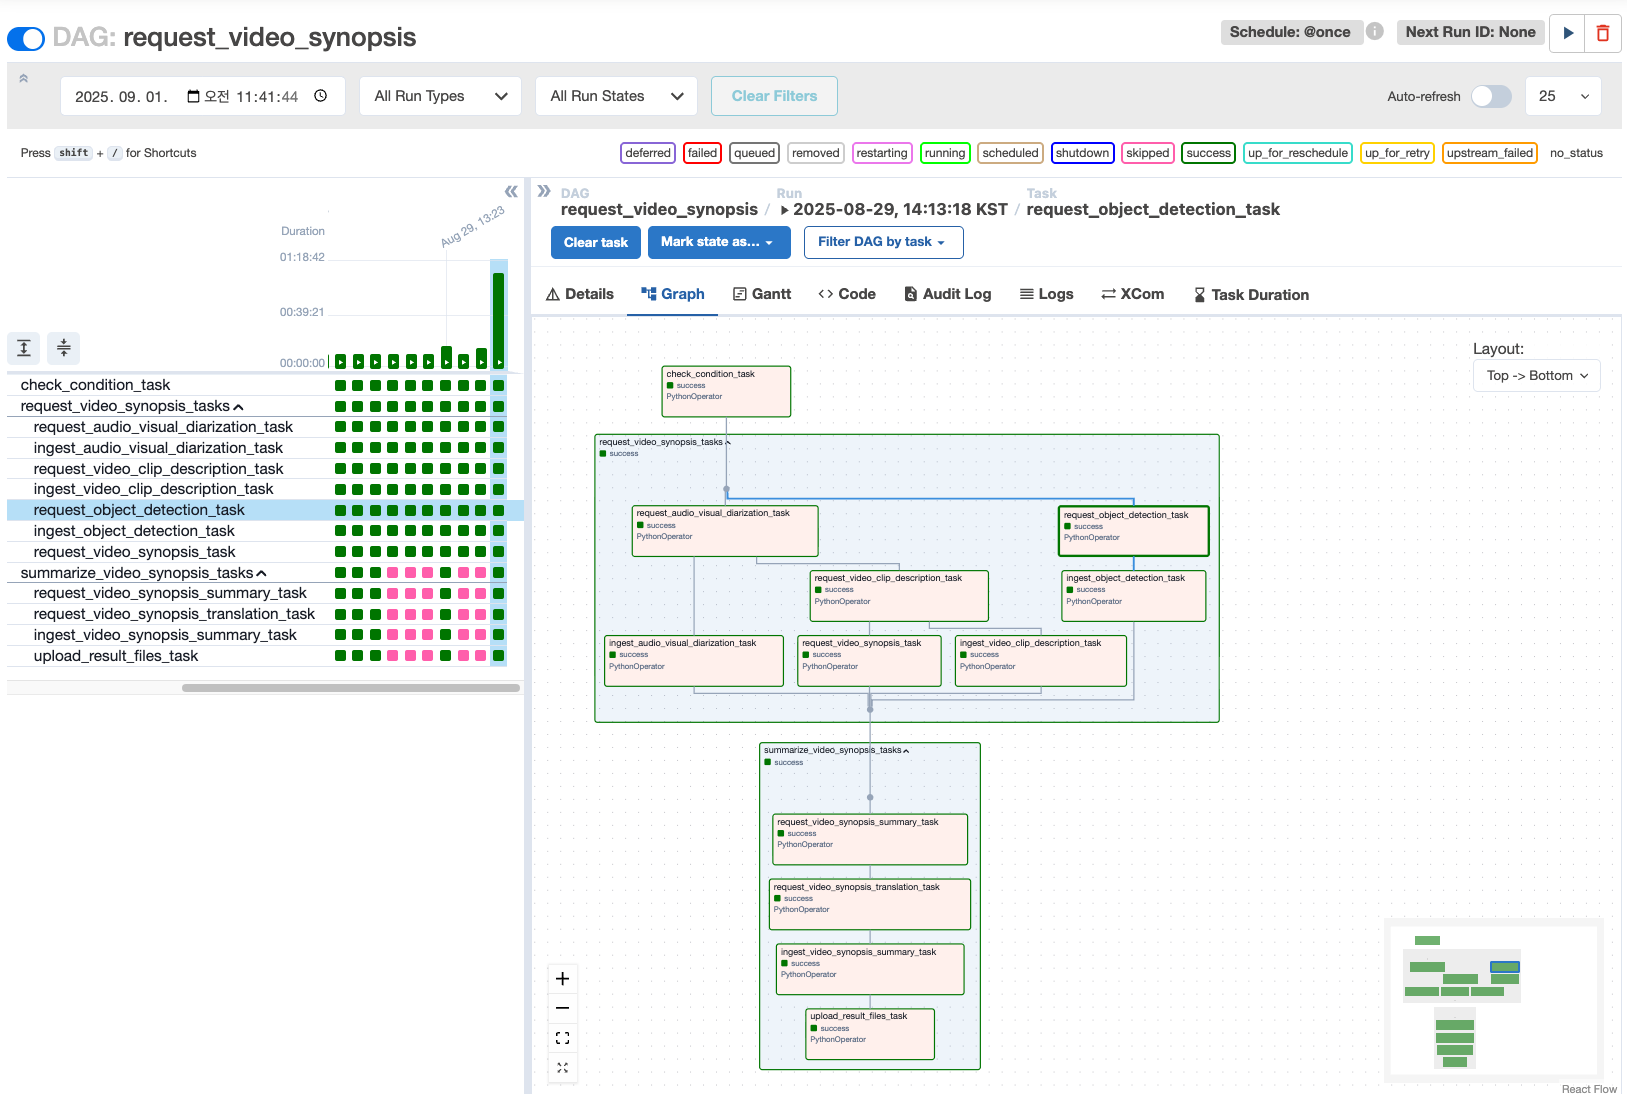 DAG: request_video_synopsis
Schedule: @once
Next Run ID: None
2025. 09. 01. 오전 11:41:44
All Run Types
All Run States
Clear Filters
Auto-refresh
25
Press shift + / for Shortcuts
deferred
failed
queued
removed
restarting
running
scheduled
shutdown
skipped
success
up_for_reschedule
up_for_retry
upstream_failed
no_status
Duration
Aug 29, 13:23
01:18:42
00:39:21
00:00:00
check_condition_task
request_video_synopsis_tasks
request_audio_visual_diarization_task
ingest_audio_visual_diarization_task
request_video_clip_description_task
ingest_video_clip_description_task
request_object_detection_task
ingest_object_detection_task
request_video_synopsis_task
summarize_video_synopsis_tasks
request_video_synopsis_summary_task
request_video_synopsis_translation_task
ingest_video_synopsis_summary_task
upload_result_files_task
DAG
request_video_synopsis
/
Run
2025-08-29, 14:13:18 KST
/
Task
request_object_detection_task
Clear task
Mark state as...
Filter DAG by task
Details
Graph
Gantt
Code
Audit Log
Logs
XCom
Task Duration
Layout:
Top -> Bottom
check_condition_task
success
PythonOperator
request_video_synopsis_tasks
success
request_audio_visual_diarization_task
success
PythonOperator
request_object_detection_task
success
PythonOperator
request_video_clip_description_task
success
PythonOperator
ingest_object_detection_task
success
PythonOperator
ingest_audio_visual_diarization_task
success
PythonOperator
request_video_synopsis_task
success
PythonOperator
ingest_video_clip_description_task
success
PythonOperator
summarize_video_synopsis_tasks
success
request_video_synopsis_summary_task
success
PythonOperator
request_video_synopsis_translation_task
success
PythonOperator
ingest_video_synopsis_summary_task
success
PythonOperator
upload_result_files_task
success
PythonOperator
React Flow